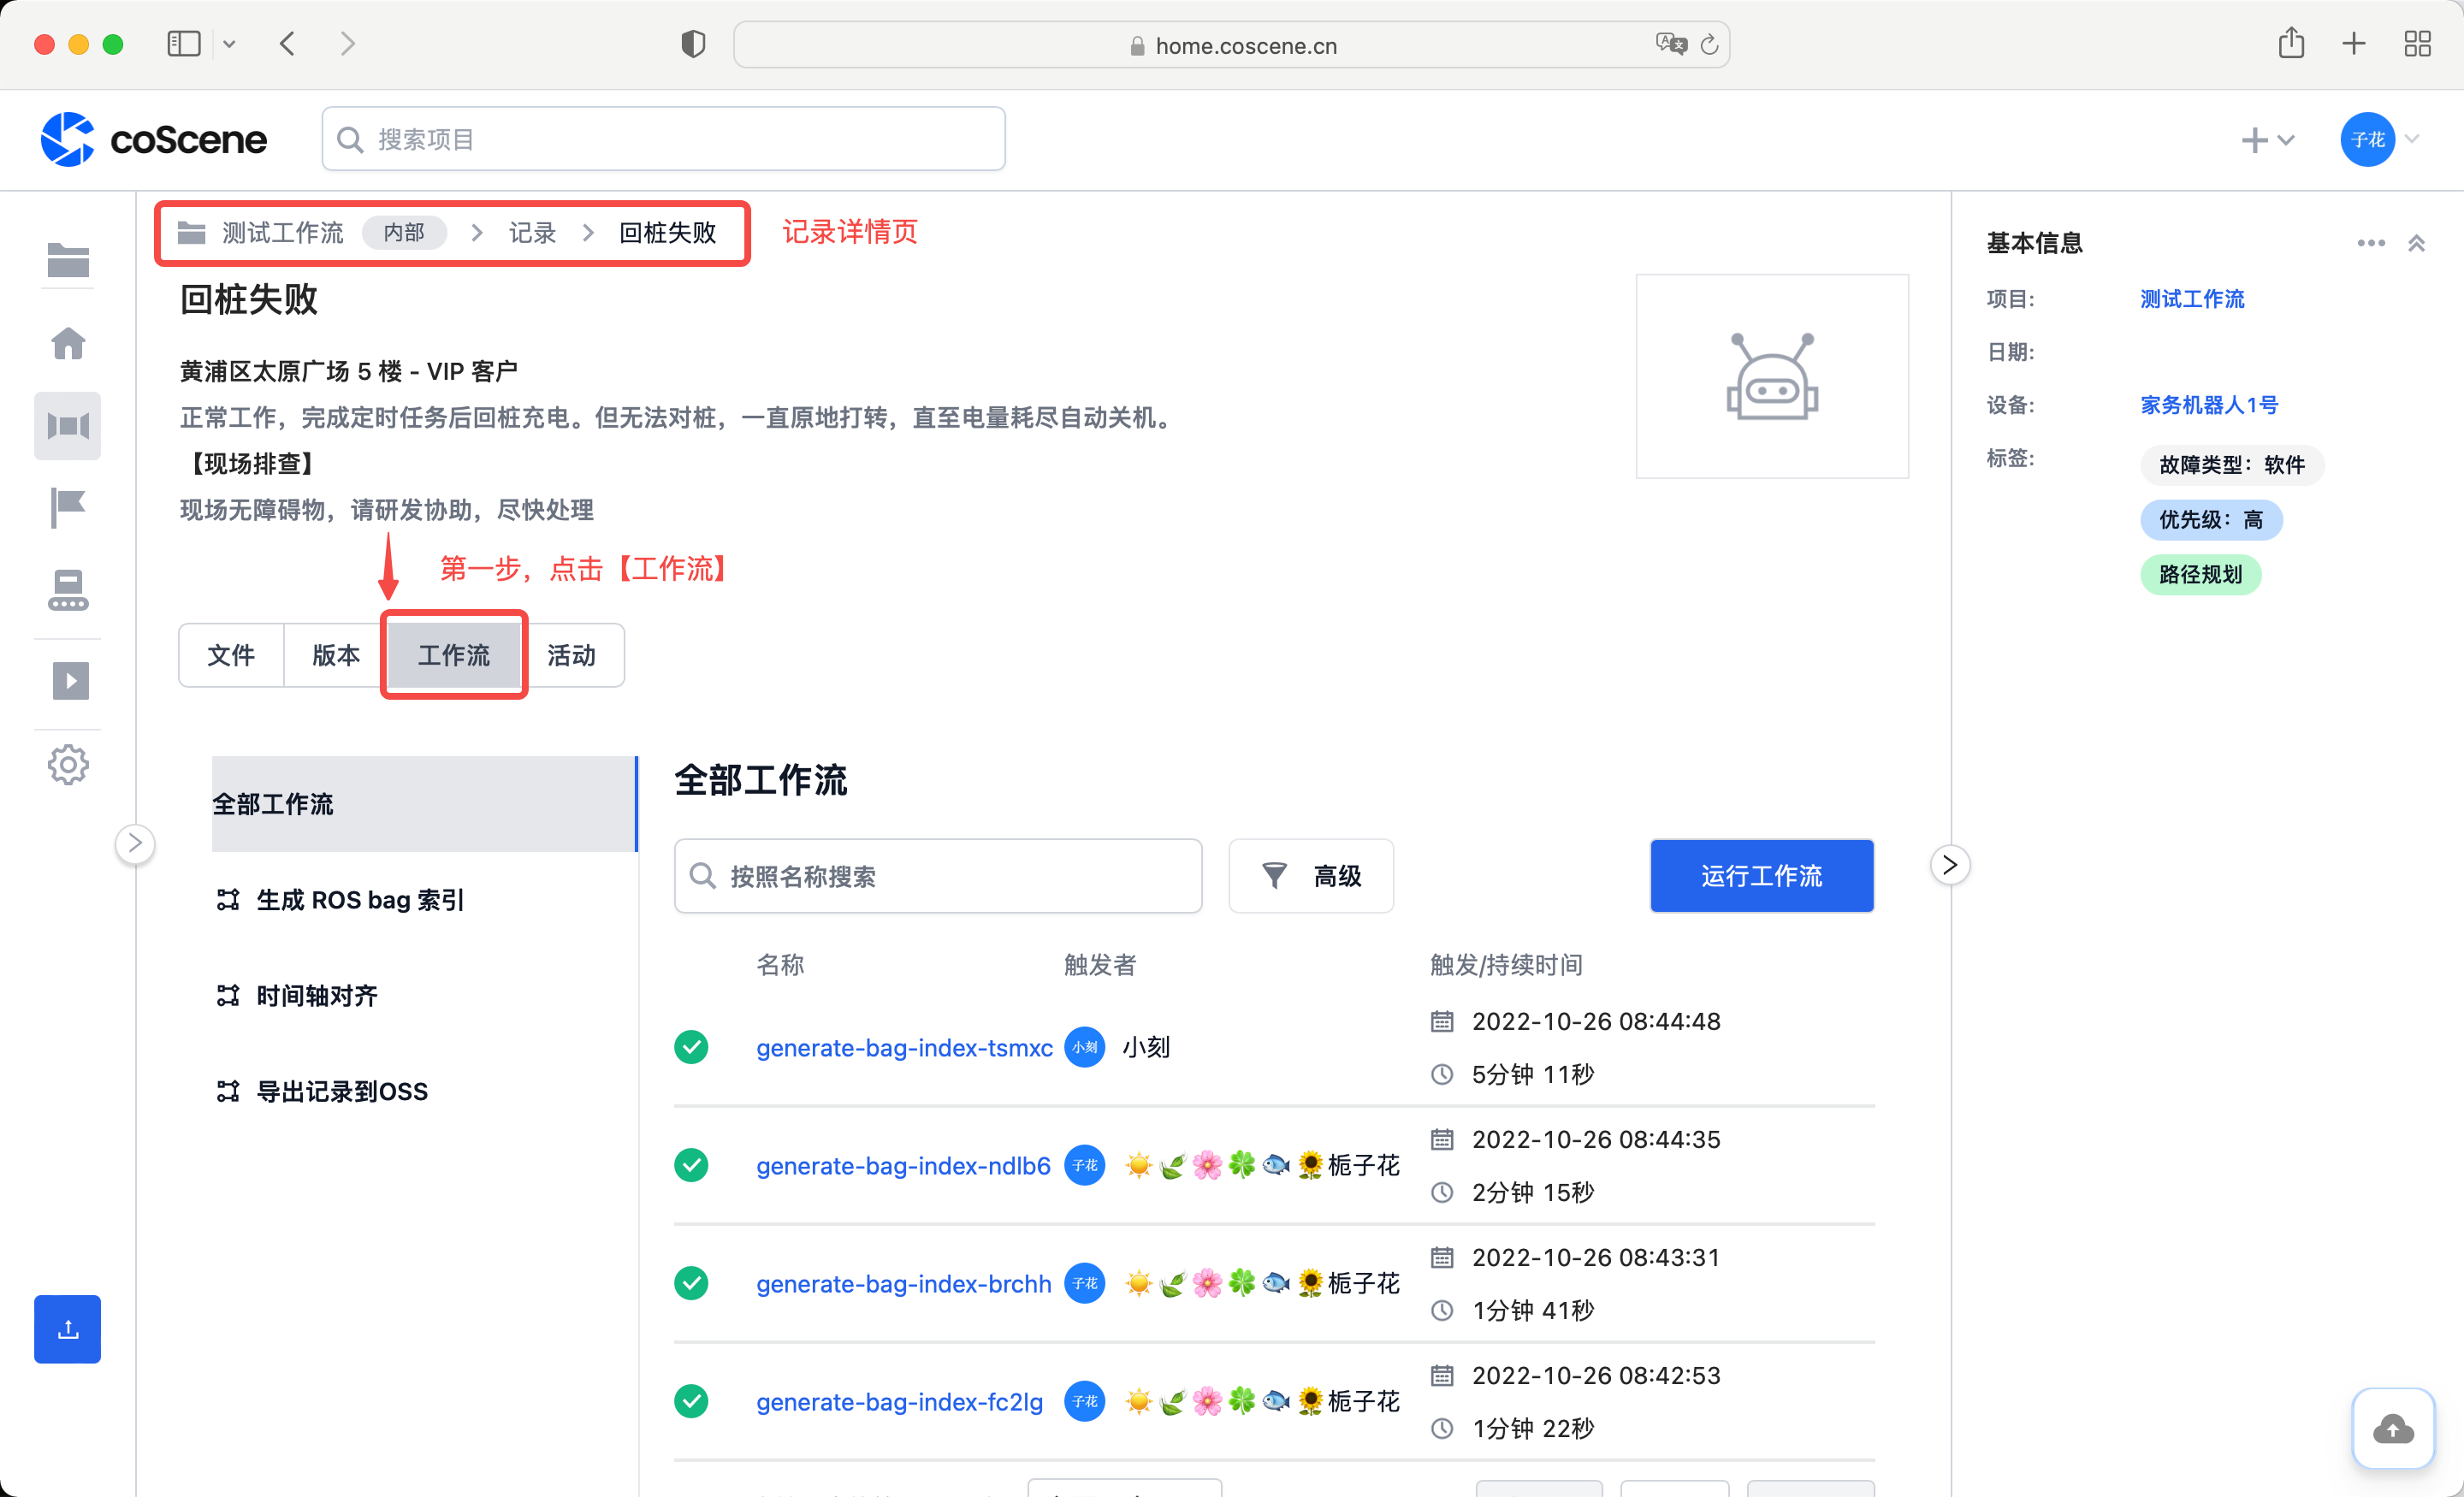 home.coscene.cn
coScene
搜索项目
子花
测试工作流 内部 > 记录 > 回桩失败
记录详情页
回桩失败
黄浦区太原广场 5 楼 - VIP 客户
正常工作，完成定时任务后回桩充电。但无法对桩，一直原地打转，直至电量耗尽自动关机。
【现场排查】
现场无障碍物，请研发协助，尽快处理
第一步，点击【工作流】
文件 版本 工作流 活动
全部工作流
生成 ROS bag 索引
时间轴对齐
导出记录到OSS
全部工作流
按照名称搜索
高级
运行工作流
名称 触发者 触发/持续时间
generate-bag-index-tsmxc 小刻 小刻 2022-10-26 08:44:48
5分钟 11秒
generate-bag-index-ndlb6 子花 ☀️🍃🌸🍀🐟🌻栀子花 2022-10-26 08:44:35
2分钟 15秒
generate-bag-index-brchh 子花 ☀️🍃🌸🍀🐟🌻栀子花 2022-10-26 08:43:31
1分钟 41秒
generate-bag-index-fc2lg 子花 ☀️🍃🌸🍀🐟🌻栀子花 2022-10-26 08:42:53
1分钟 22秒
基本信息
项目: 测试工作流
日期:
设备: 家务机器人1号
标签: 故障类型：软件
优先级：高
路径规划